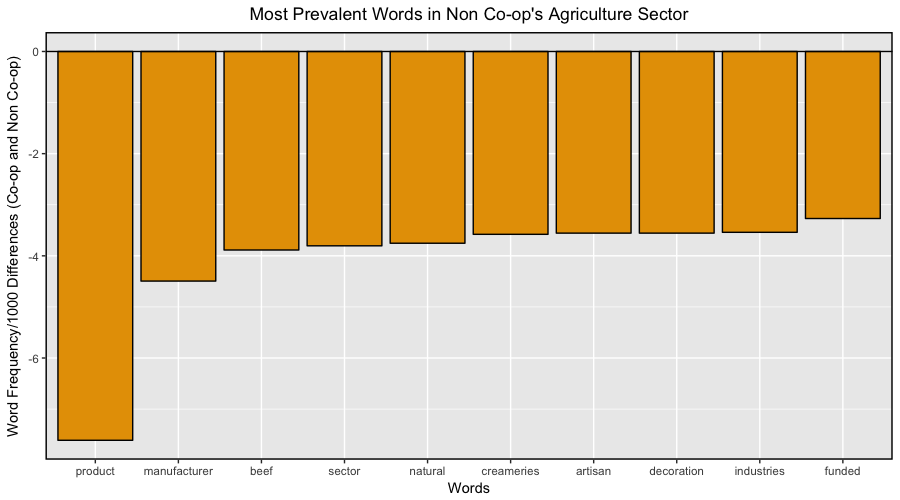 Most Prevalent Words in Non Co-op's Agriculture Sector
Word Frequency/1000 Differences (Co-op and Non Co-op)
0
-2
-4
-6
product manufacturer beef sector natural creameries artisan decoration industries funded
Words